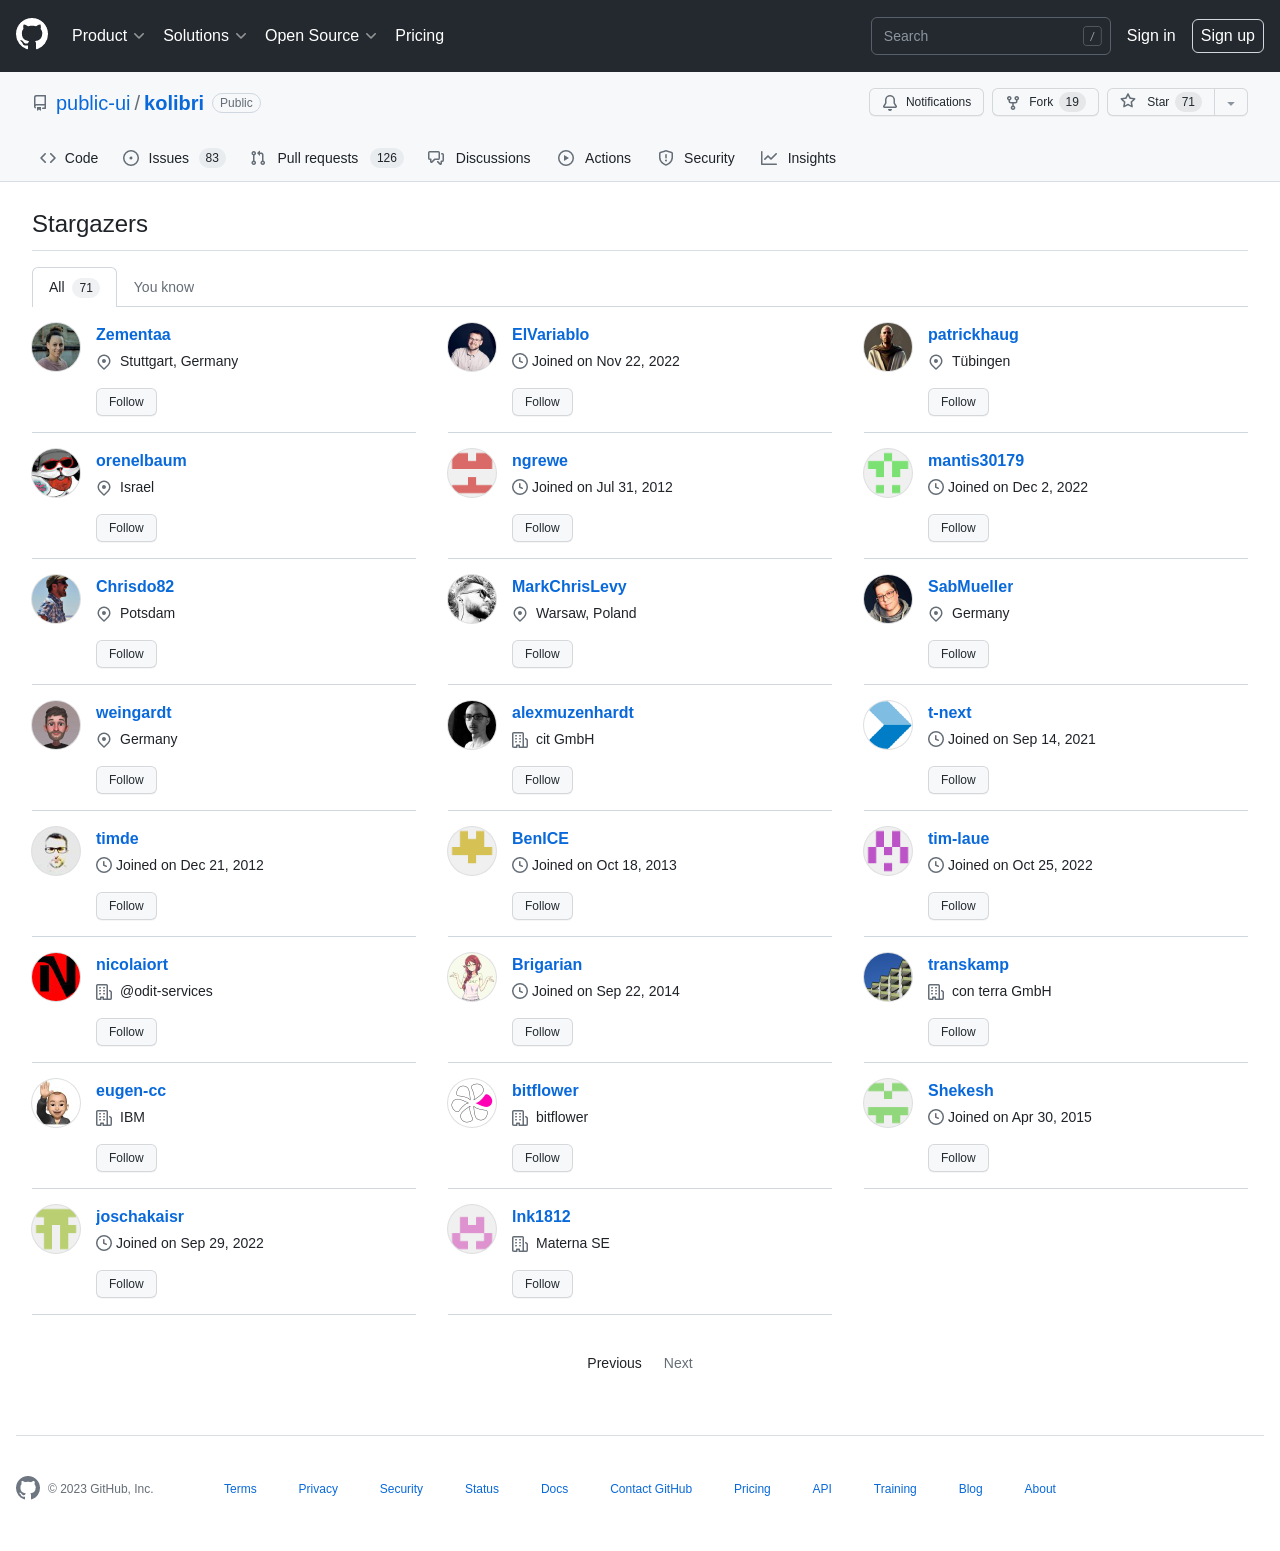 Product Solutions Open Source Pricing Search / Sign in Sign up
public-ui / kolibri Public Notifications Fork 19 Star 71
Code Issues 83 Pull requests 126 Discussions Actions Security Insights
Stargazers
All 71 You know
Zementaa
Stuttgart, Germany
Follow
ElVariablo
Joined on Nov 22, 2022
Follow
patrickhaug
Tübingen
Follow
orenelbaum
Israel
Follow
ngrewe
Joined on Jul 31, 2012
Follow
mantis30179
Joined on Dec 2, 2022
Follow
Chrisdo82
Potsdam
Follow
MarkChrisLevy
Warsaw, Poland
Follow
SabMueller
Germany
Follow
weingardt
Germany
Follow
alexmuzenhardt
cit GmbH
Follow
t-next
Joined on Sep 14, 2021
Follow
timde
Joined on Dec 21, 2012
Follow
BenICE
Joined on Oct 18, 2013
Follow
tim-laue
Joined on Oct 25, 2022
Follow
nicolaiort
@odit-services
Follow
Brigarian
Joined on Sep 22, 2014
Follow
transkamp
con terra GmbH
Follow
eugen-cc
IBM
Follow
bitflower
bitflower
Follow
Shekesh
Joined on Apr 30, 2015
Follow
joschakaisr
Joined on Sep 29, 2022
Follow
lnk1812
Materna SE
Follow
Previous Next
© 2023 GitHub, Inc. Terms Privacy Security Status Docs Contact GitHub Pricing API Training Blog About